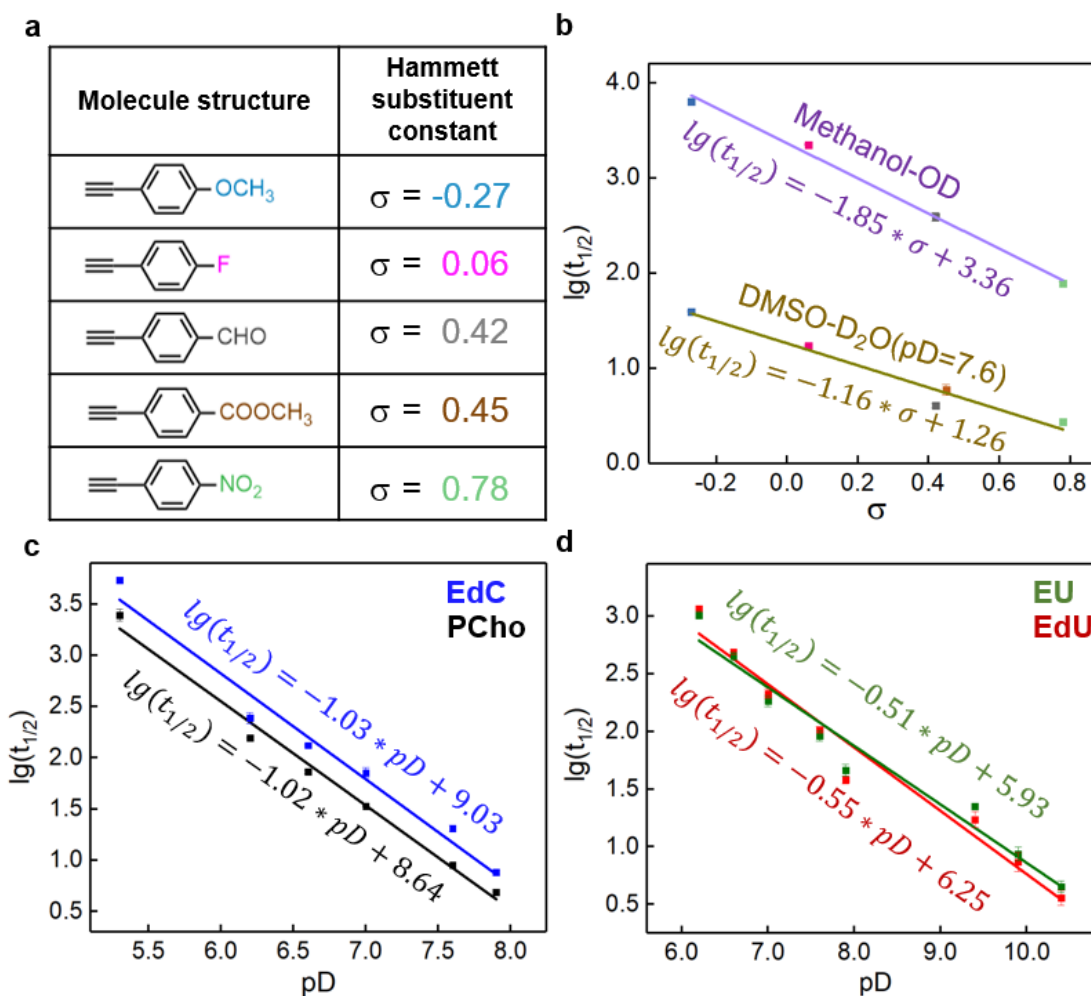 a
Molecule structure
Hammett
substituent
constant
OCH₃
σ = -0.27
F
σ = 0.06
CHO
σ = 0.42
COOCH₃
σ = 0.45
NO₂
σ = 0.78
b
lg(t₁/₂)
4.0
3.0
2.0
1.0
0.0
Methanol-OD
lg(t₁/₂) = −1.85 * σ + 3.36
DMSO-D₂O(pD=7.6)
lg(t₁/₂) = −1.16 * σ + 1.26
-0.2 0.0 0.2 0.4 0.6 0.8
σ
c
EdC
PCho
lg(t₁/₂)
3.5
3.0
2.5
2.0
1.5
1.0
0.5
lg(t₁/₂) = −1.03 * pD + 9.03
lg(t₁/₂) = −1.02 * pD + 8.64
5.5 6.0 6.5 7.0 7.5 8.0
pD
d
EU
EdU
lg(t₁/₂)
3.0
2.5
2.0
1.5
1.0
0.5
lg(t₁/₂) = −0.51 * pD + 5.93
lg(t₁/₂) = −0.55 * pD + 6.25
6.0 7.0 8.0 9.0 10.0
pD